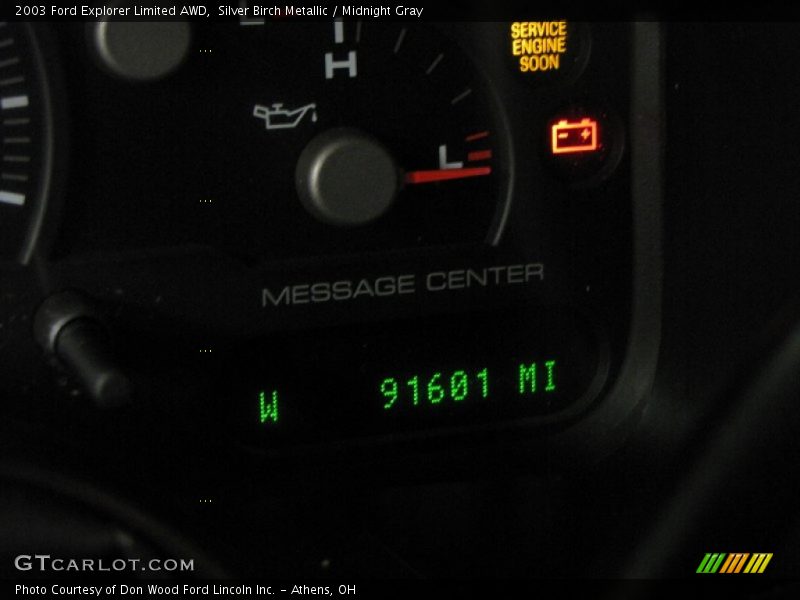 2003 Ford Explorer Limited AWD,  Silver Birch Metallic / Midnight Gray
SERVICE
ENGINE
SOON
H
L
MESSAGE CENTER
W 91601 MI
GTCARLOT.COM
Photo Courtesy of Don Wood Ford Lincoln Inc. - Athens, OH